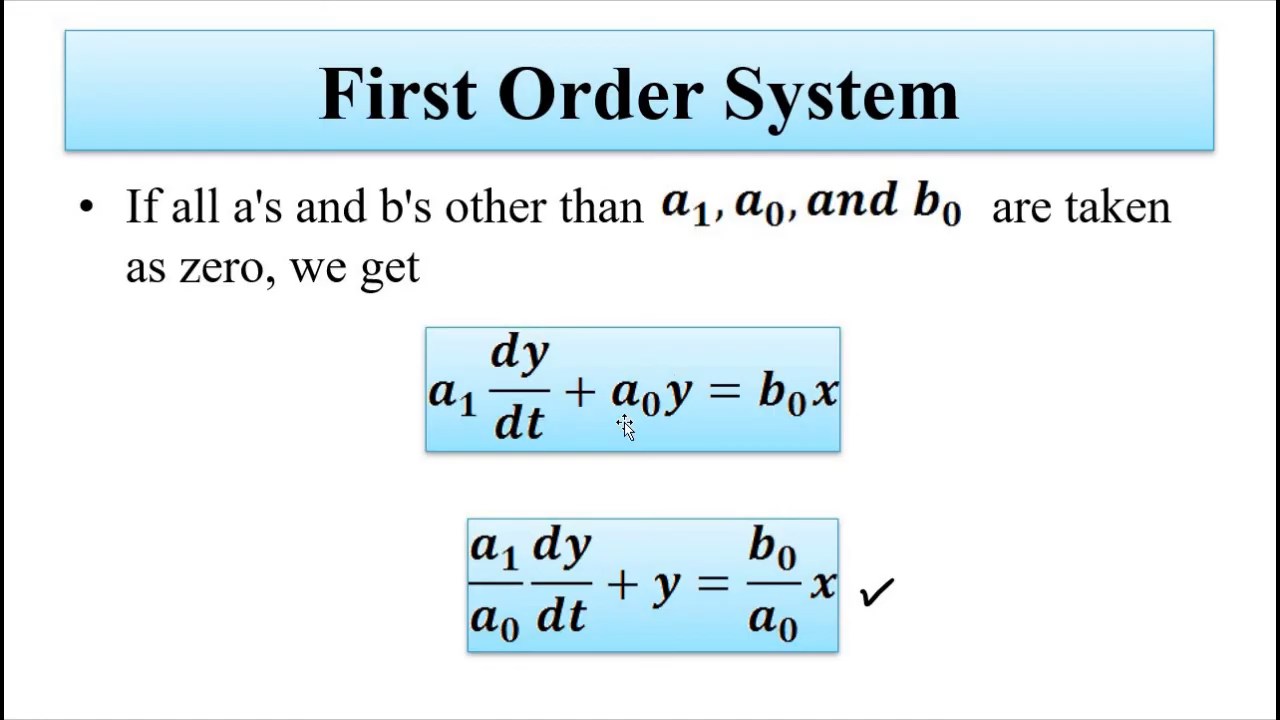 First Order System
• If all a's and b's other than a₁, a₀, and b₀ are taken
as zero, we get
a₁ dy/dt + a₀y = b₀x
a₁/a₀ dy/dt + y = b₀/a₀ x ✓